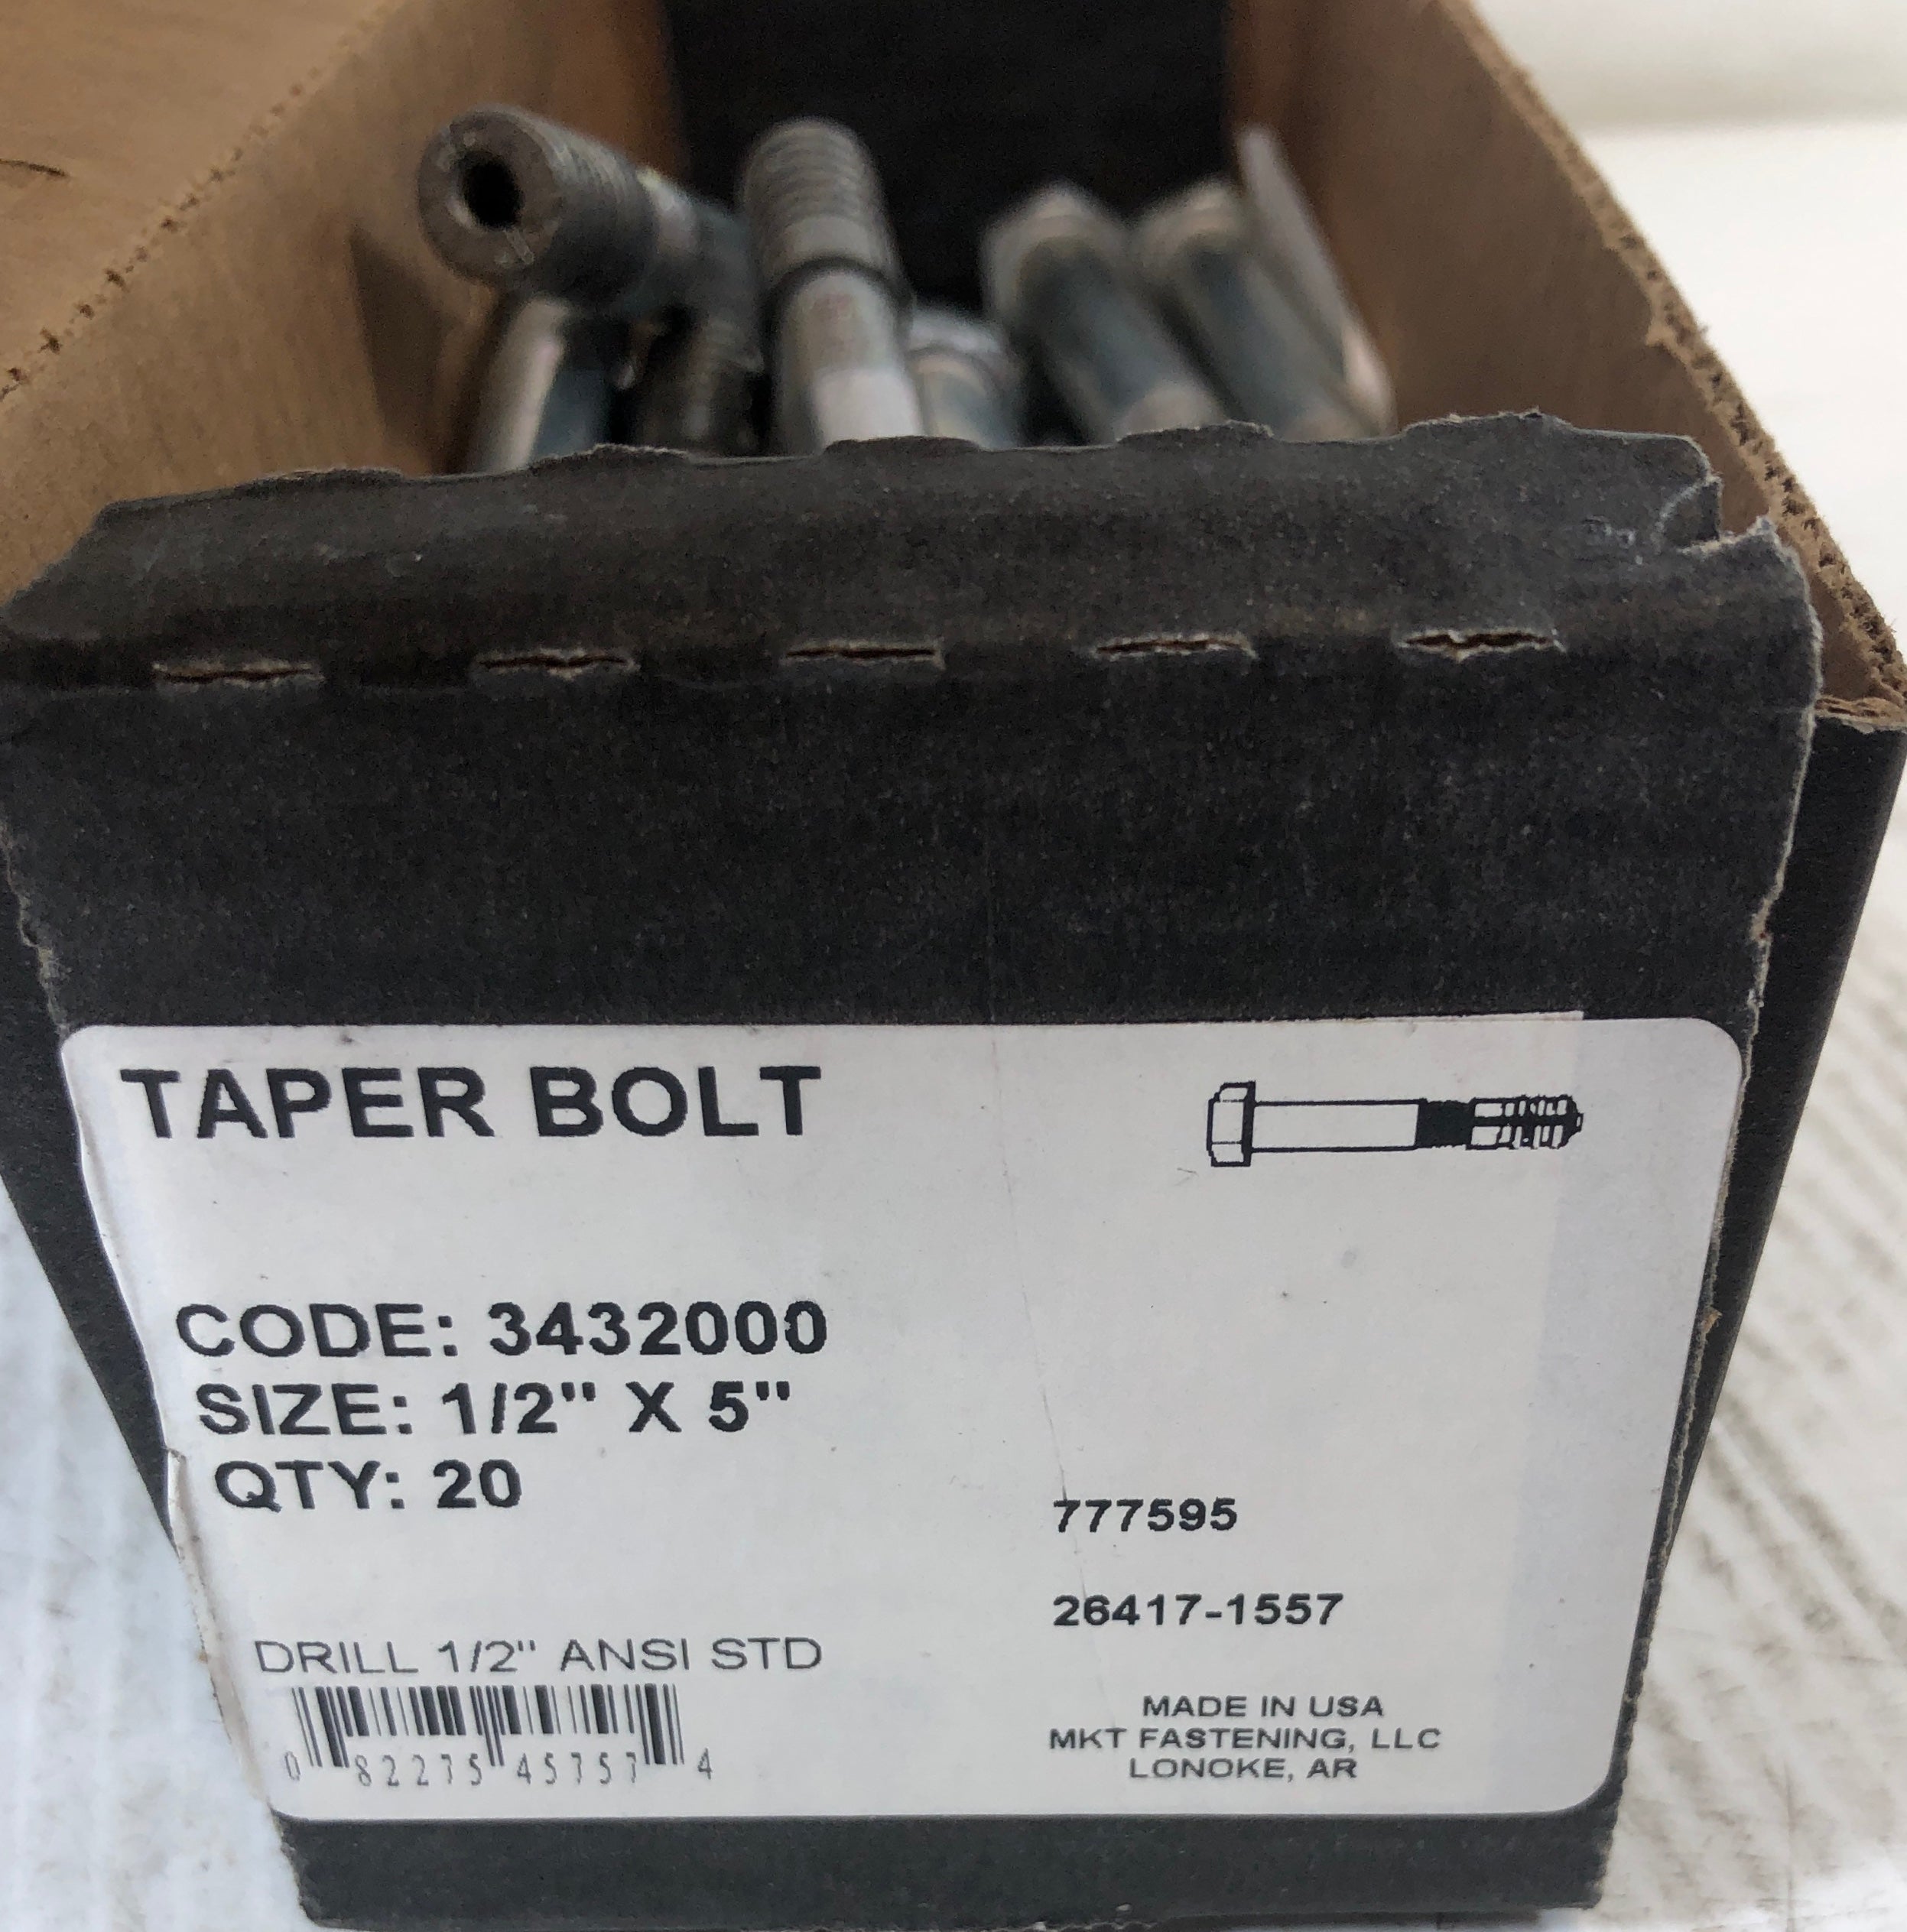 TAPER BOLT
CODE: 3432000
SIZE: 1/2" X 5"
QTY: 20
777595
26417-1557
DRILL 1/2" ANSI STD
0 82275 45757 4
MADE IN USA
MKT FASTENING, LLC
LONOKE, AR